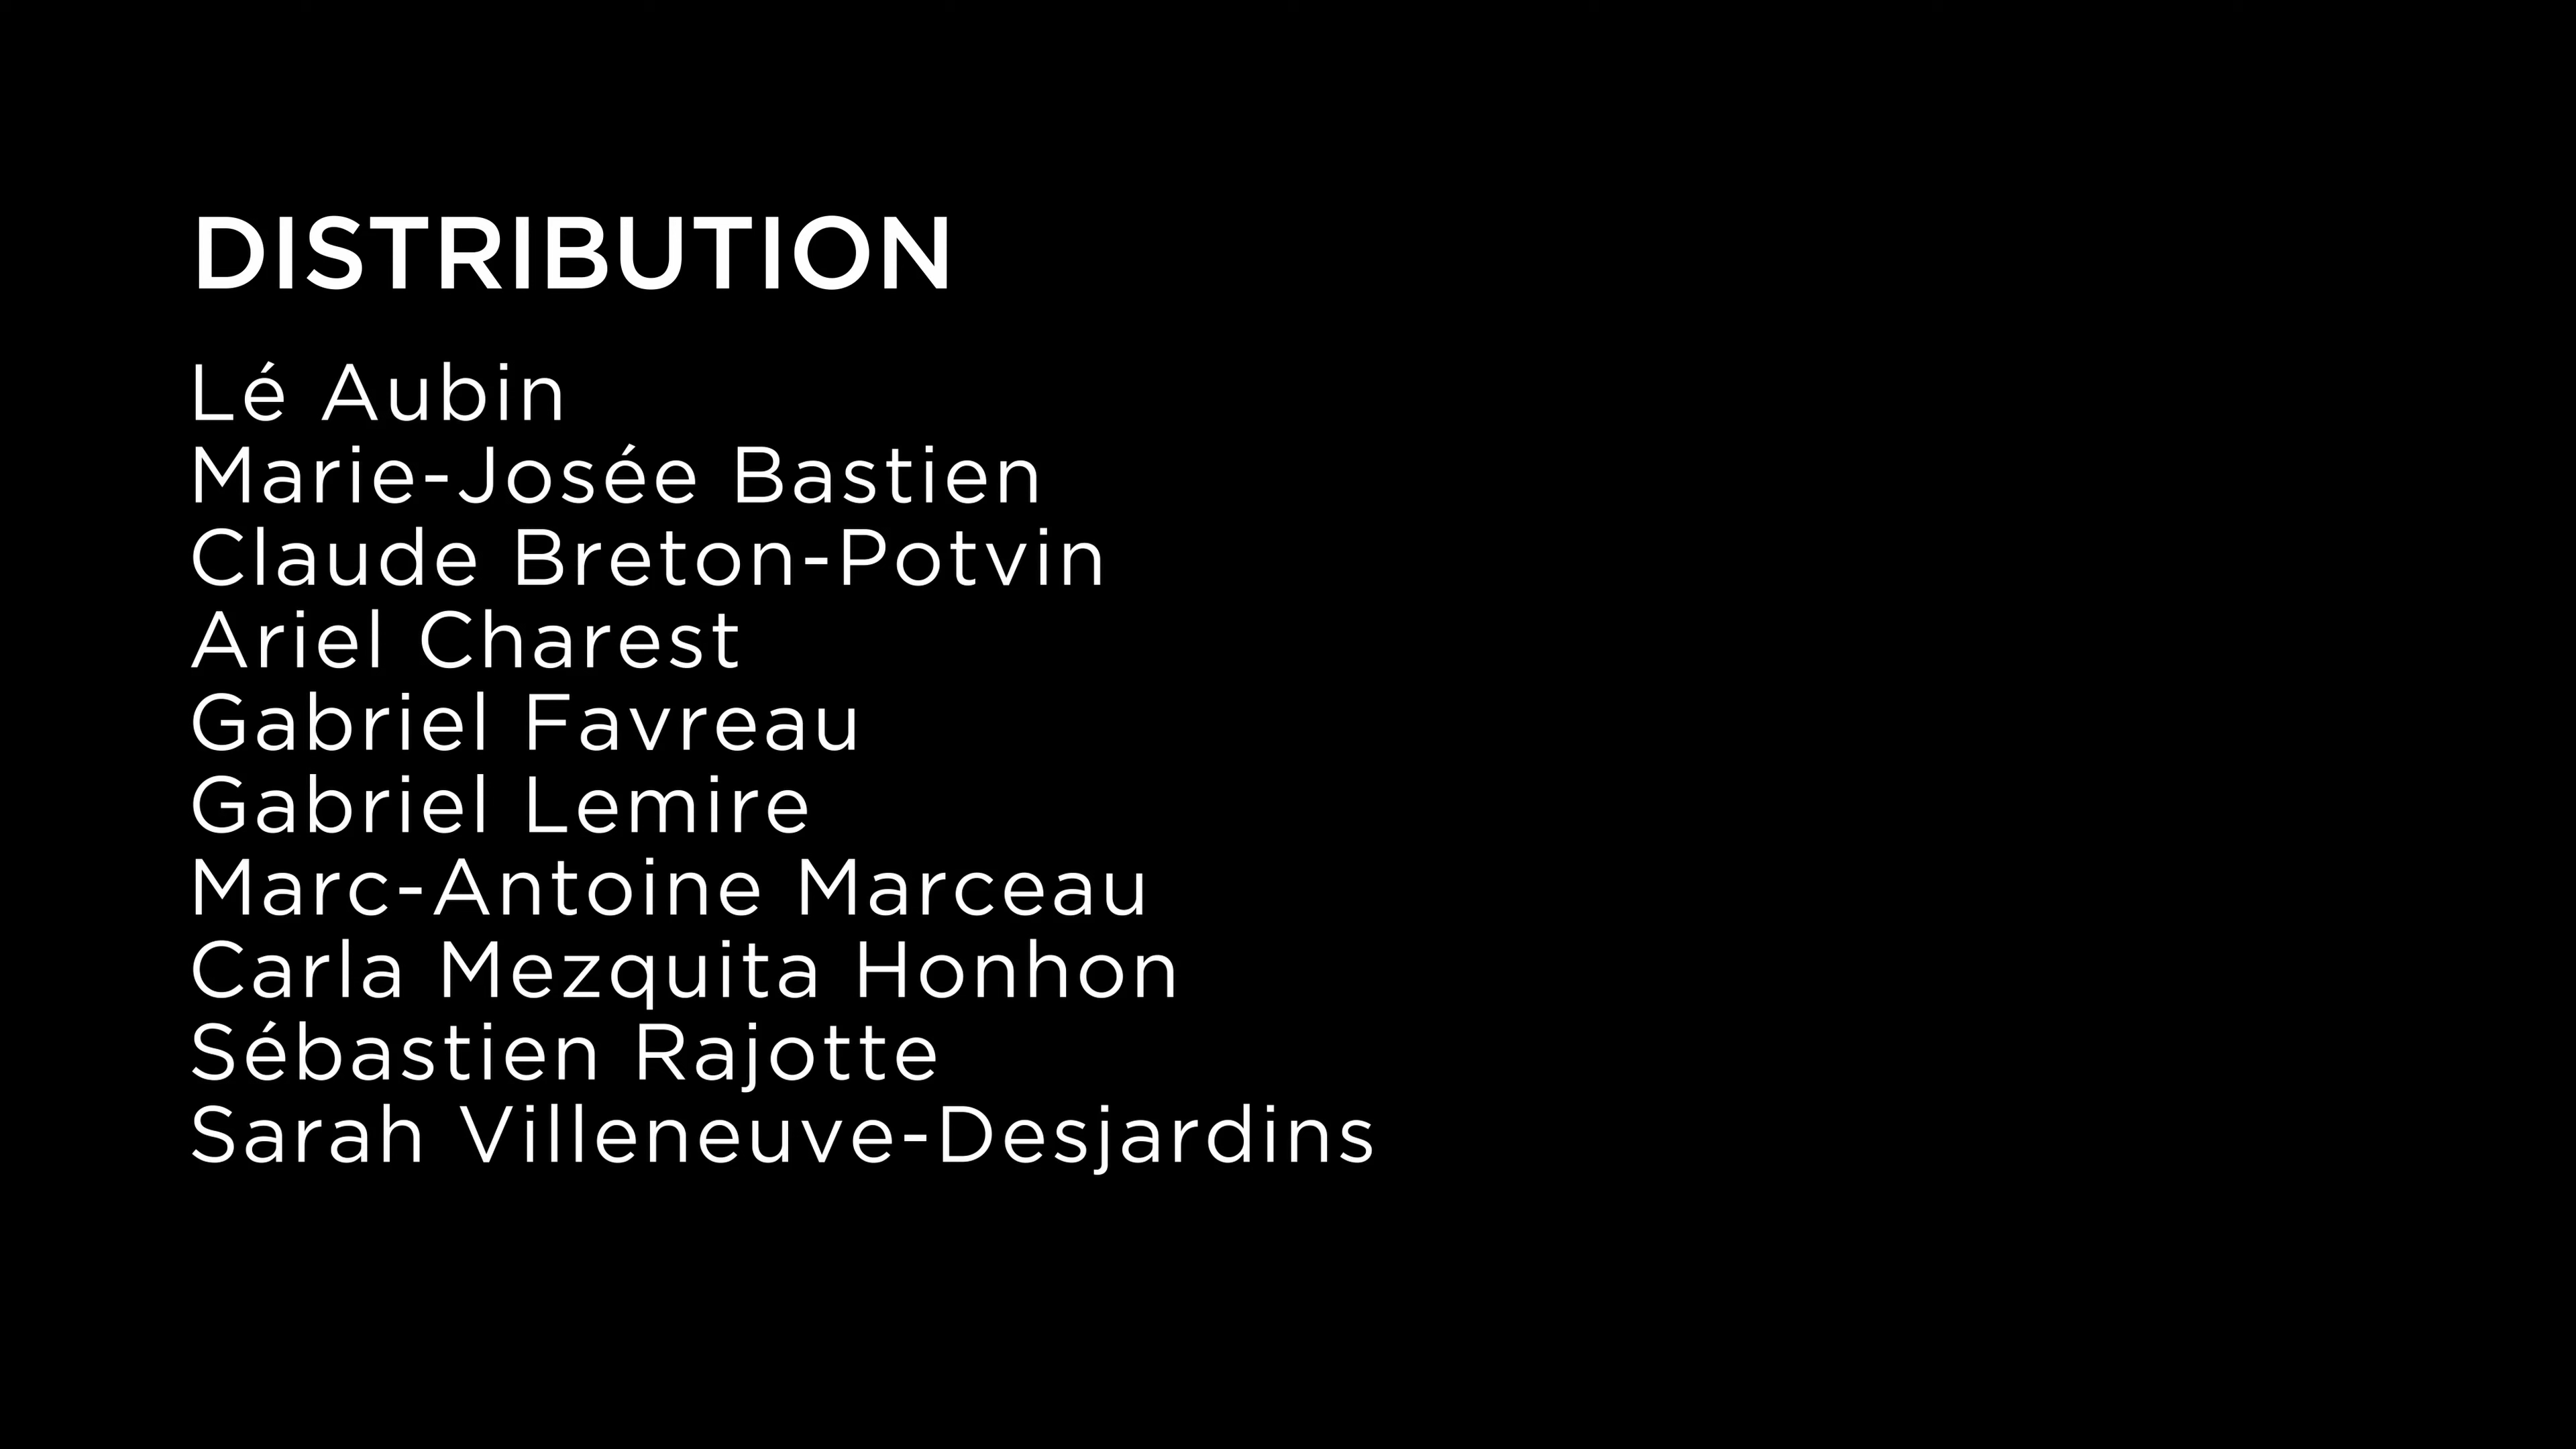 DISTRIBUTION
Lé Aubin
Marie-Josée Bastien
Claude Breton-Potvin
Ariel Charest
Gabriel Favreau
Gabriel Lemire
Marc-Antoine Marceau
Carla Mezquita Honhon
Sébastien Rajotte
Sarah Villeneuve-Desjardins